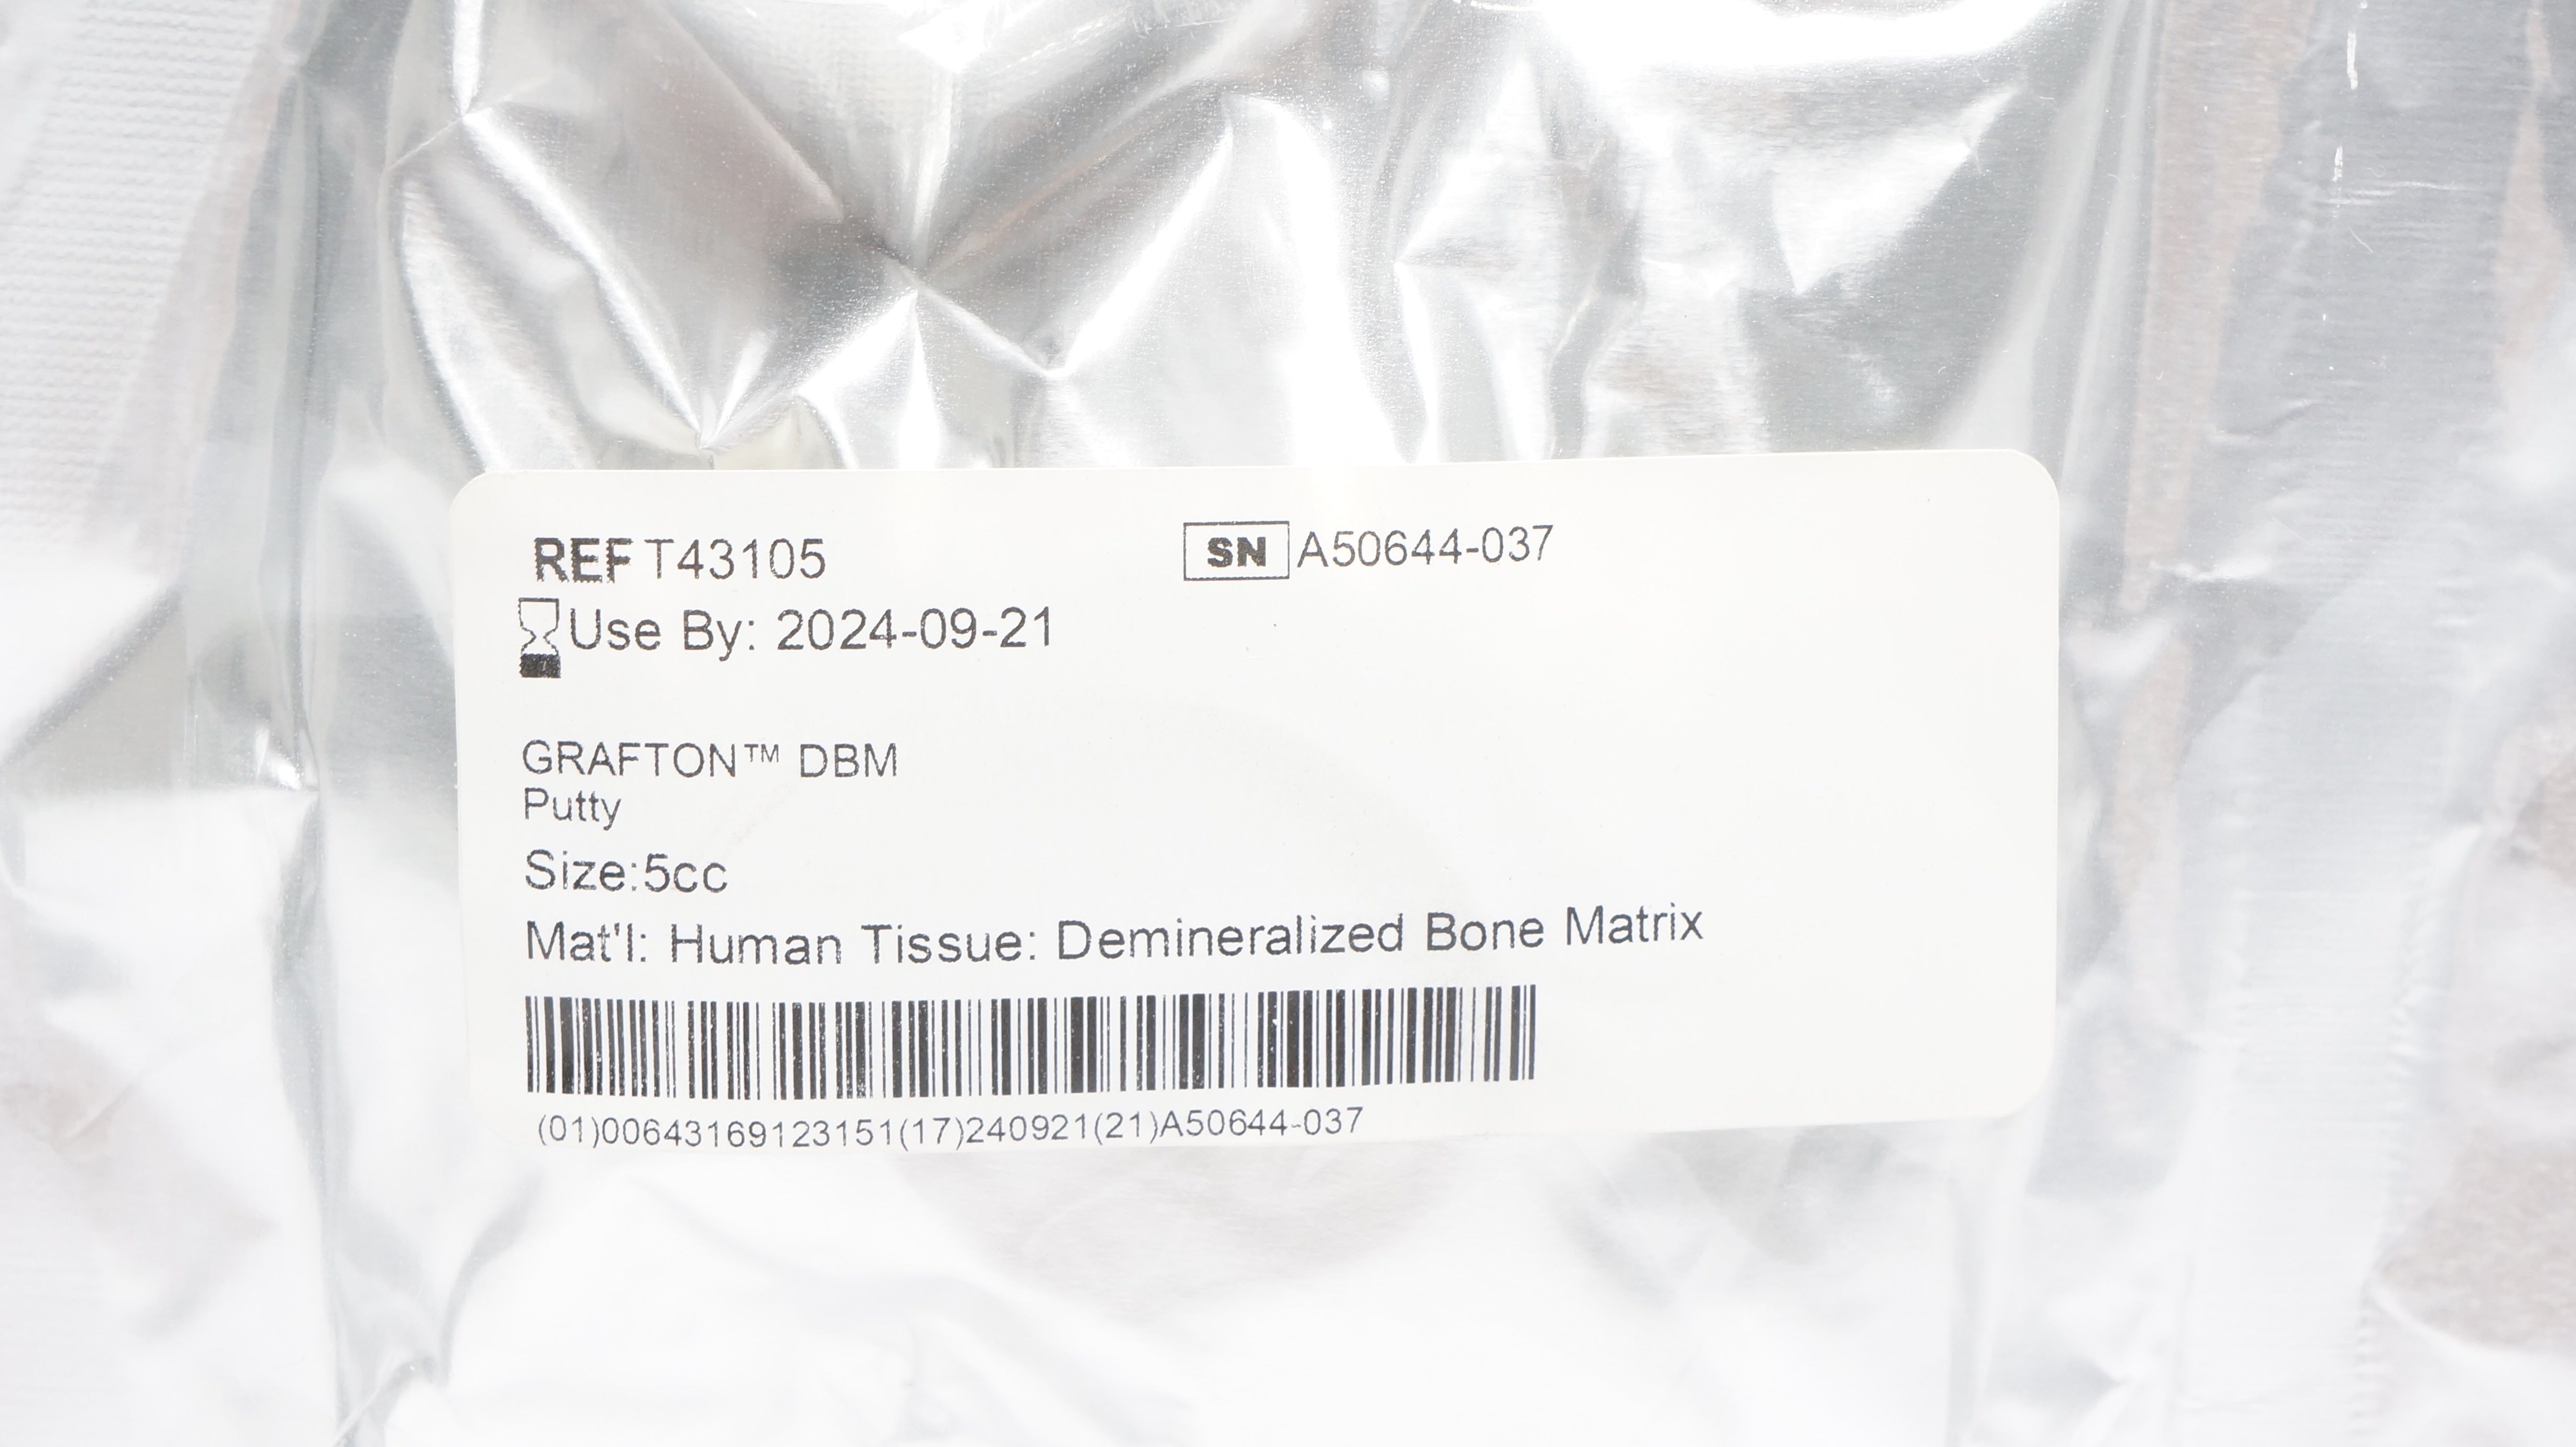 REF T43105 SN A50644-037
Use By: 2024-09-21
GRAFTON™ DBM
Putty
Size:5cc
Mat'l: Human Tissue: Demineralized Bone Matrix
(01)00643169123151(17)240921(21)A50644-037